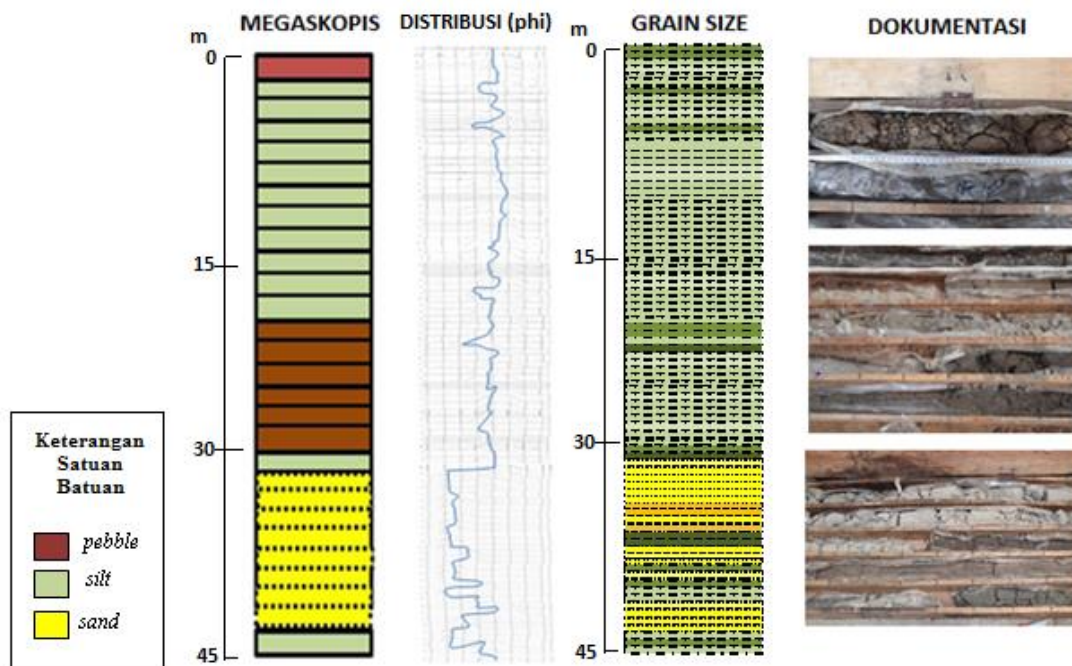 MEGASKOPIS
DISTRIBUSI (phi)
GRAIN SIZE
DOKUMENTASI
m
0
15
30
45
m
0
15
30
45
Keterangan
Satuan
Batuan
pebble
silt
sand